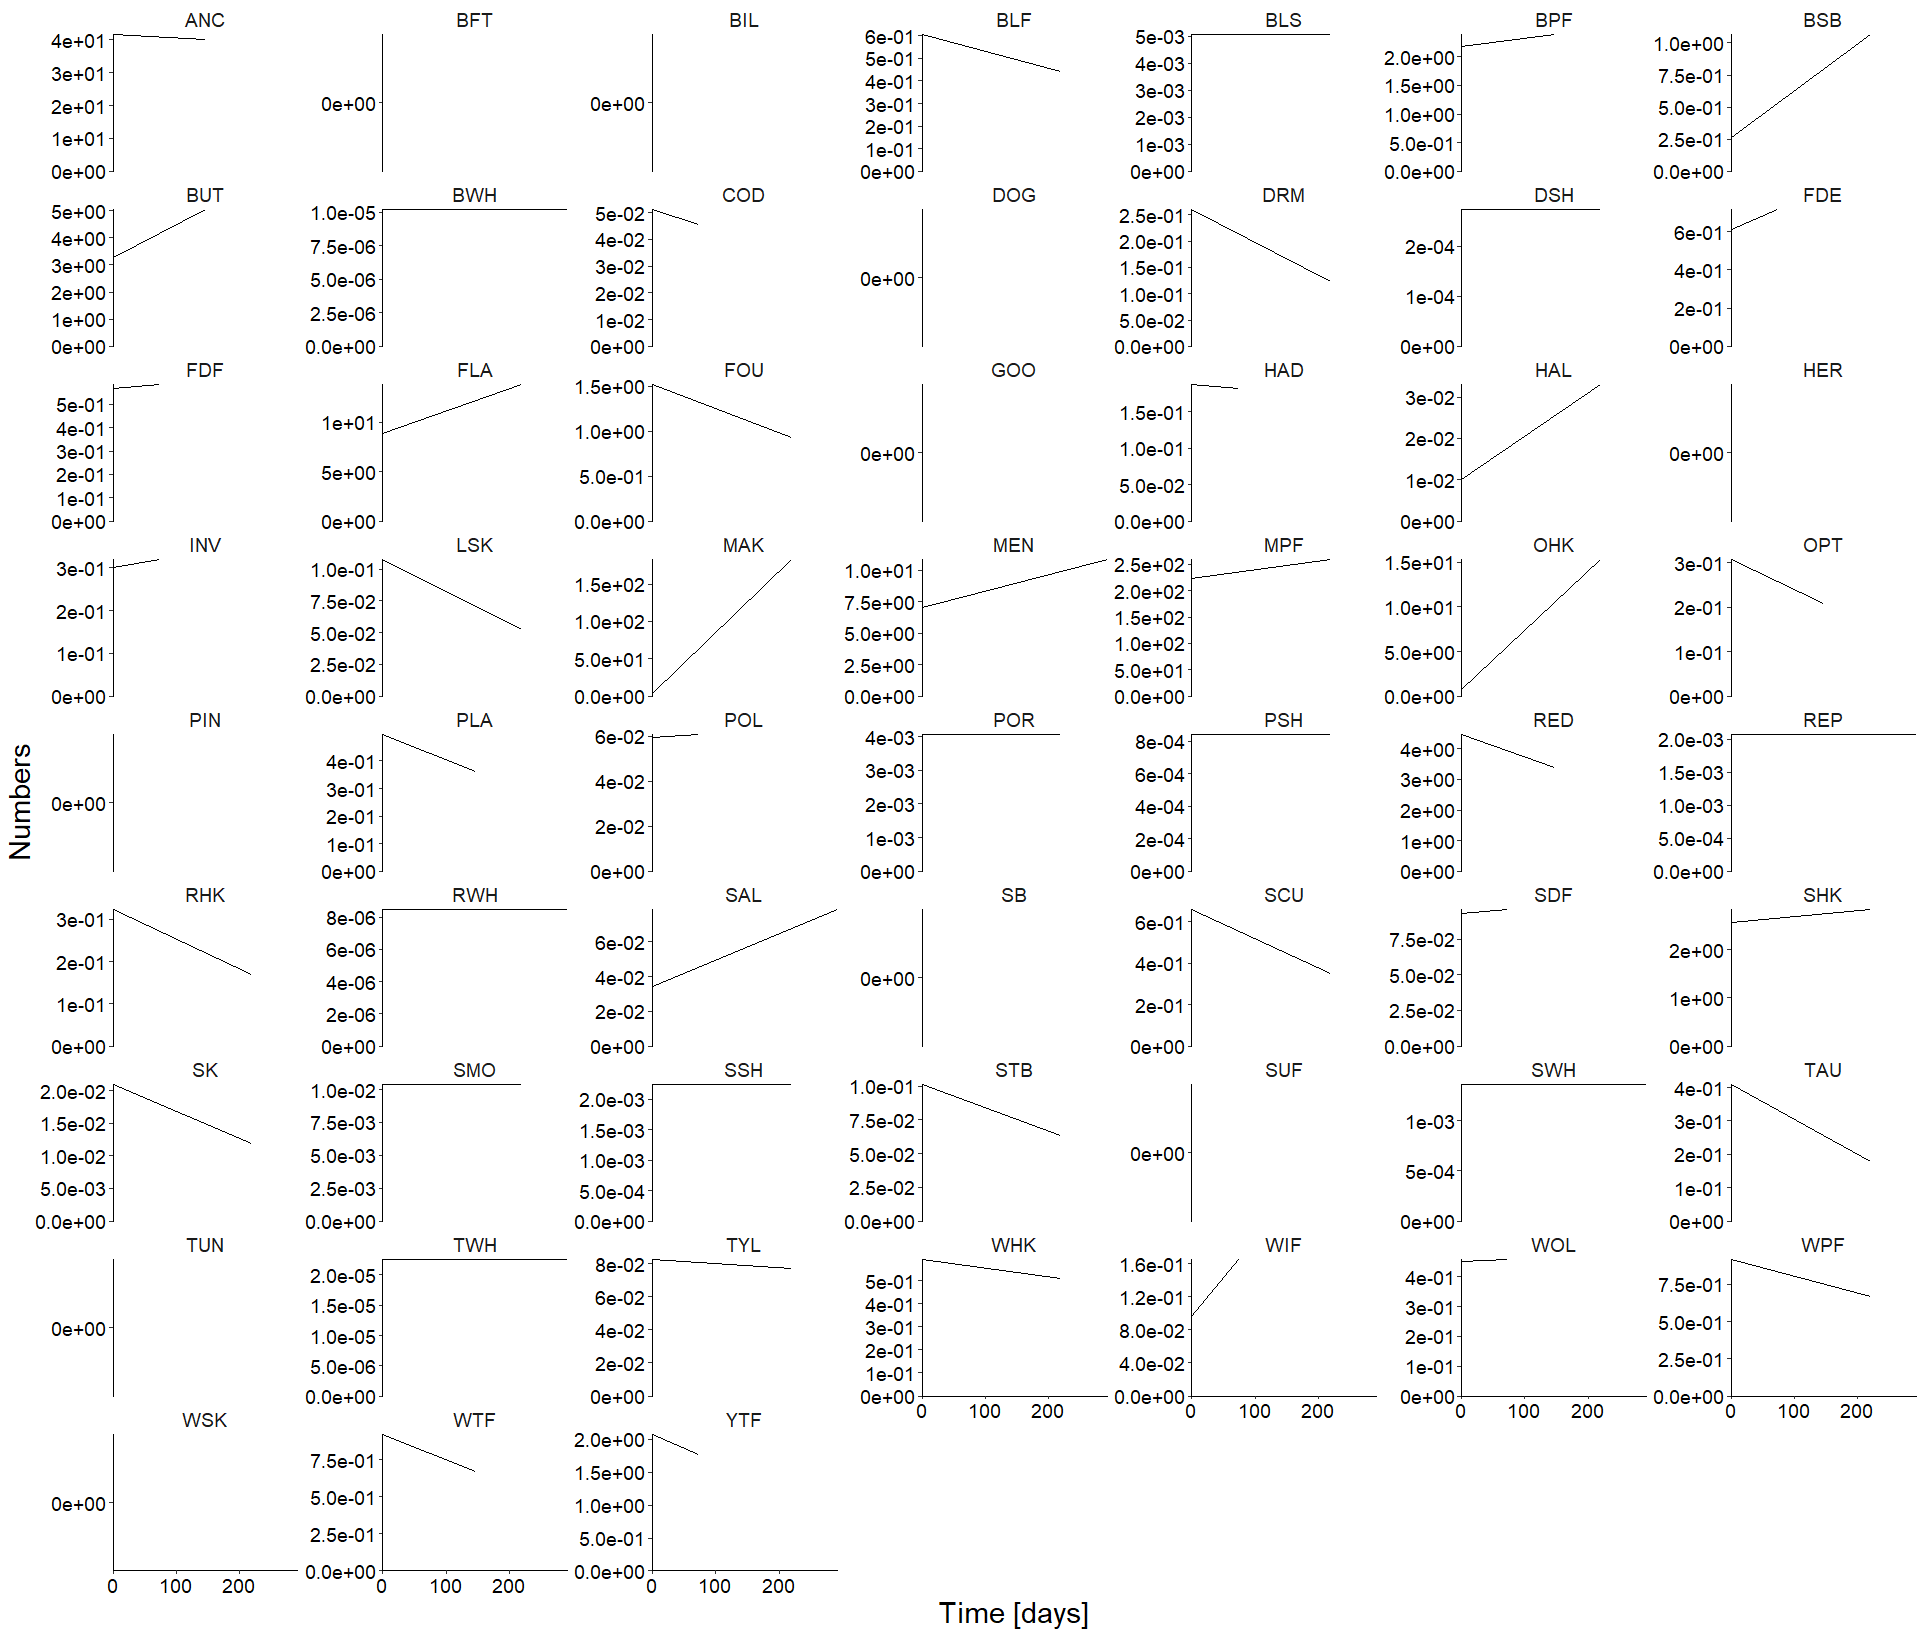 ANC BFT BIL BLF BLS BPF BSB
4e+01 3e+01 2e+01 1e+01 0e+00
0e+00
0e+00
6e-01 5e-01 4e-01 3e-01 2e-01 1e-01 0e+00
5e-03 4e-03 3e-03 2e-03 1e-03 0e+00
2.0e+00 1.5e+00 1.0e+00 5.0e-01 0.0e+00
1.0e+00 7.5e-01 5.0e-01 2.5e-01 0.0e+00
BUT BWH COD DOG DRM DSH FDE
5e+00 4e+00 3e+00 2e+00 1e+00 0e+00
1.0e-05 7.5e-06 5.0e-06 2.5e-06 0.0e+00
5e-02 4e-02 3e-02 2e-02 1e-02 0e+00
0e+00
2.5e-01 2.0e-01 1.5e-01 1.0e-01 5.0e-02 0.0e+00
2e-04 1e-04 0e+00
6e-01 4e-01 2e-01 0e+00
FDF FLA FOU GOO HAD HAL HER
5e-01 4e-01 3e-01 2e-01 1e-01 0e+00
1e+01 5e+00 0e+00
1.5e+00 1.0e+00 5.0e-01 0.0e+00
0e+00
1.5e-01 1.0e-01 5.0e-02 0.0e+00
3e-02 2e-02 1e-02 0e+00
0e+00
INV LSK MAK MEN MPF OHK OPT
3e-01 2e-01 1e-01 0e+00
1.0e-01 7.5e-02 5.0e-02 2.5e-02 0.0e+00
1.5e+02 1.0e+02 5.0e+01 0.0e+00
1.0e+01 7.5e+00 5.0e+00 2.5e+00 0.0e+00
2.5e+02 2.0e+02 1.5e+02 1.0e+02 5.0e+01 0.0e+00
1.5e+01 1.0e+01 5.0e+00 0.0e+00
3e-01 2e-01 1e-01 0e+00
PIN PLA POL POR PSH RED REP
0e+00
4e-01 3e-01 2e-01 1e-01 0e+00
6e-02 4e-02 2e-02 0e+00
4e-03 3e-03 2e-03 1e-03 0e+00
8e-04 6e-04 4e-04 2e-04 0e+00
4e+00 3e+00 2e+00 1e+00 0e+00
2.0e-03 1.5e-03 1.0e-03 5.0e-04 0.0e+00
Numbers
RHK RWH SAL SB SCU SDF SHK
3e-01 2e-01 1e-01 0e+00
8e-06 6e-06 4e-06 2e-06 0e+00
6e-02 4e-02 2e-02 0e+00
0e+00
6e-01 4e-01 2e-01 0e+00
7.5e-02 5.0e-02 2.5e-02 0.0e+00
2e+00 1e+00 0e+00
SK SMO SSH STB SUF SWH TAU
2.0e-02 1.5e-02 1.0e-02 5.0e-03 0.0e+00
1.0e-02 7.5e-03 5.0e-03 2.5e-03 0.0e+00
2.0e-03 1.5e-03 1.0e-03 5.0e-04 0.0e+00
1.0e-01 7.5e-02 5.0e-02 2.5e-02 0.0e+00
0e+00
1e-03 5e-04 0e+00
4e-01 3e-01 2e-01 1e-01 0e+00
TUN TWH TYL WHK WIF WOL WPF
0e+00
2.0e-05 1.5e-05 1.0e-05 5.0e-06 0.0e+00
8e-02 6e-02 4e-02 2e-02 0e+00
5e-01 4e-01 3e-01 2e-01 1e-01 0e+00
1.6e-01 1.2e-01 8.0e-02 4.0e-02 0.0e+00
4e-01 3e-01 2e-01 1e-01 0e+00
7.5e-01 5.0e-01 2.5e-01 0.0e+00
0 100 200 0 100 200 0 100 200 0 100 200
WSK WTF YTF
0e+00
7.5e-01 5.0e-01 2.5e-01 0.0e+00
2.0e+00 1.5e+00 1.0e+00 5.0e-01 0.0e+00
0 100 200 0 100 200 0 100 200
Time [days]